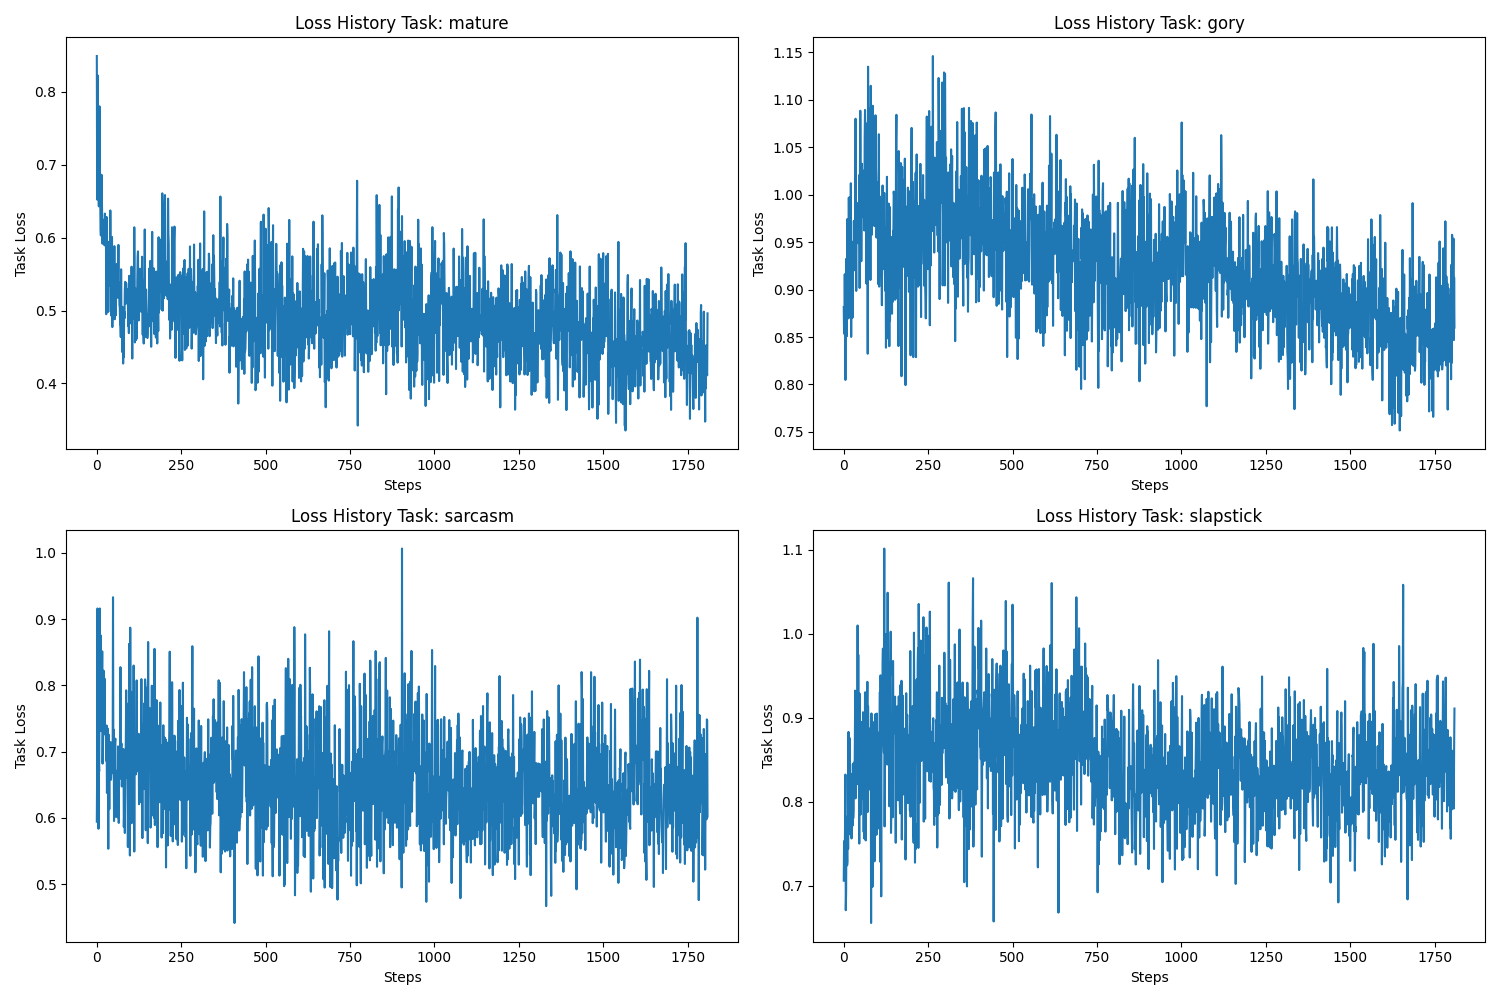 Loss History Task: mature
Task Loss
0.8
0.7
0.6
0.5
0.4
0 250 500 750 1000 1250 1500 1750
Steps
Loss History Task: gory
Task Loss
1.15
1.10
1.05
1.00
0.95
0.90
0.85
0.80
0.75
0 250 500 750 1000 1250 1500 1750
Steps
Loss History Task: sarcasm
Task Loss
1.0
0.9
0.8
0.7
0.6
0.5
0 250 500 750 1000 1250 1500 1750
Steps
Loss History Task: slapstick
Task Loss
1.1
1.0
0.9
0.8
0.7
0 250 500 750 1000 1250 1500 1750
Steps